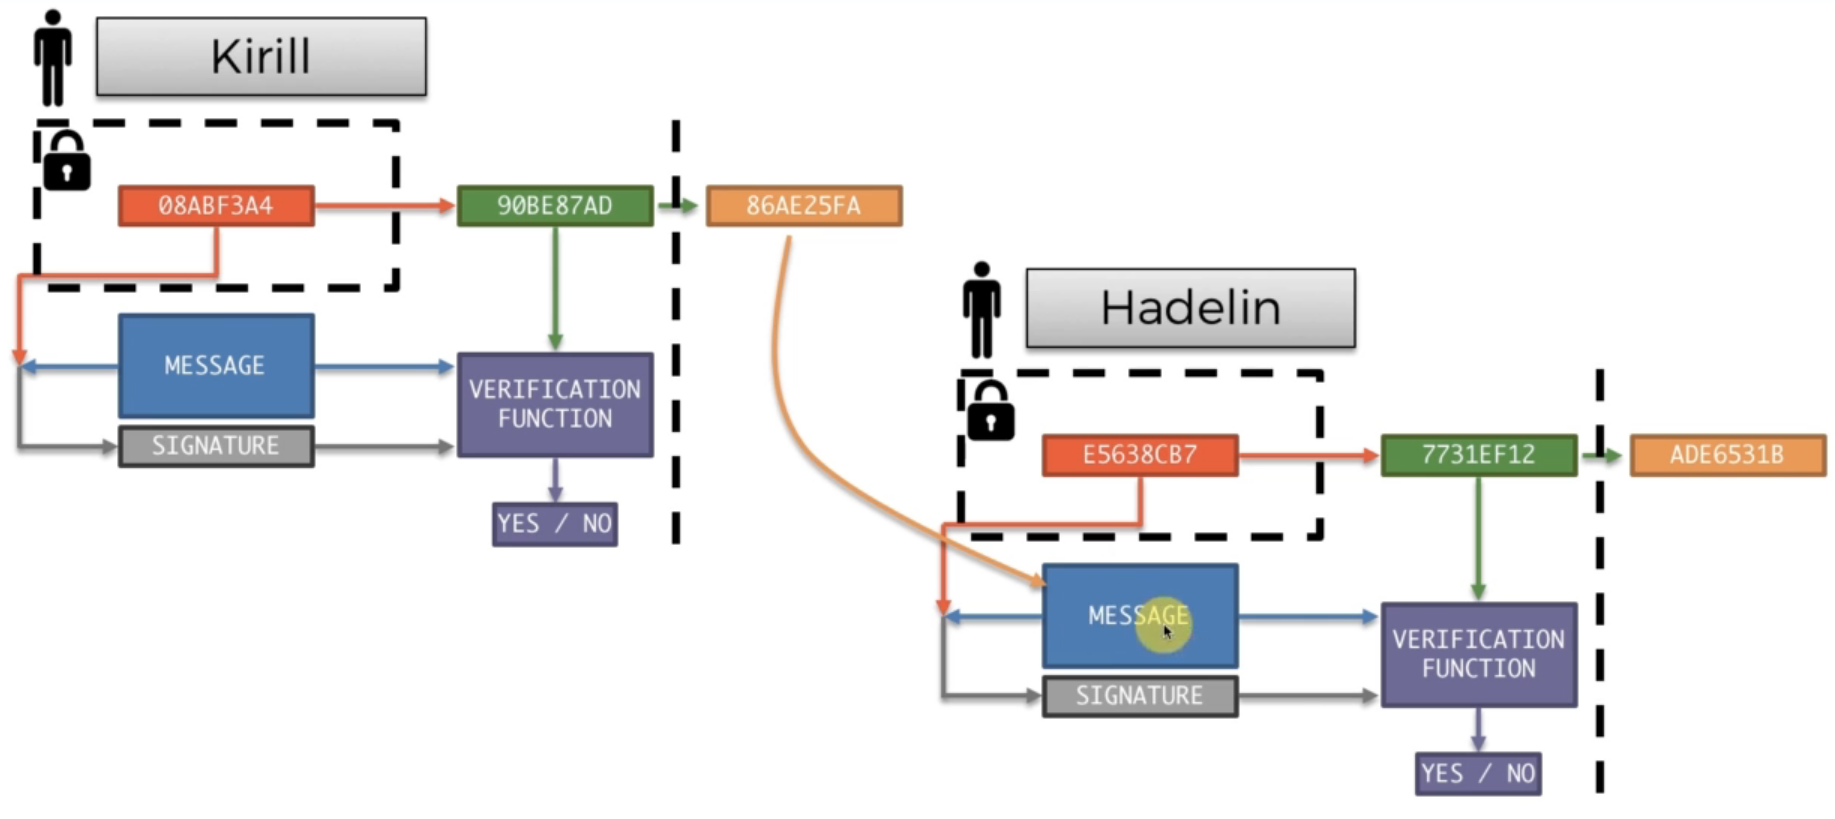 Kirill
08ABF3A4
90BE87AD
86AE25FA
MESSAGE
VERIFICATION
FUNCTION
SIGNATURE
YES / NO
Hadelin
E5638CB7
7731EF12
ADE6531B
MESSAGE
VERIFICATION
FUNCTION
SIGNATURE
YES / NO